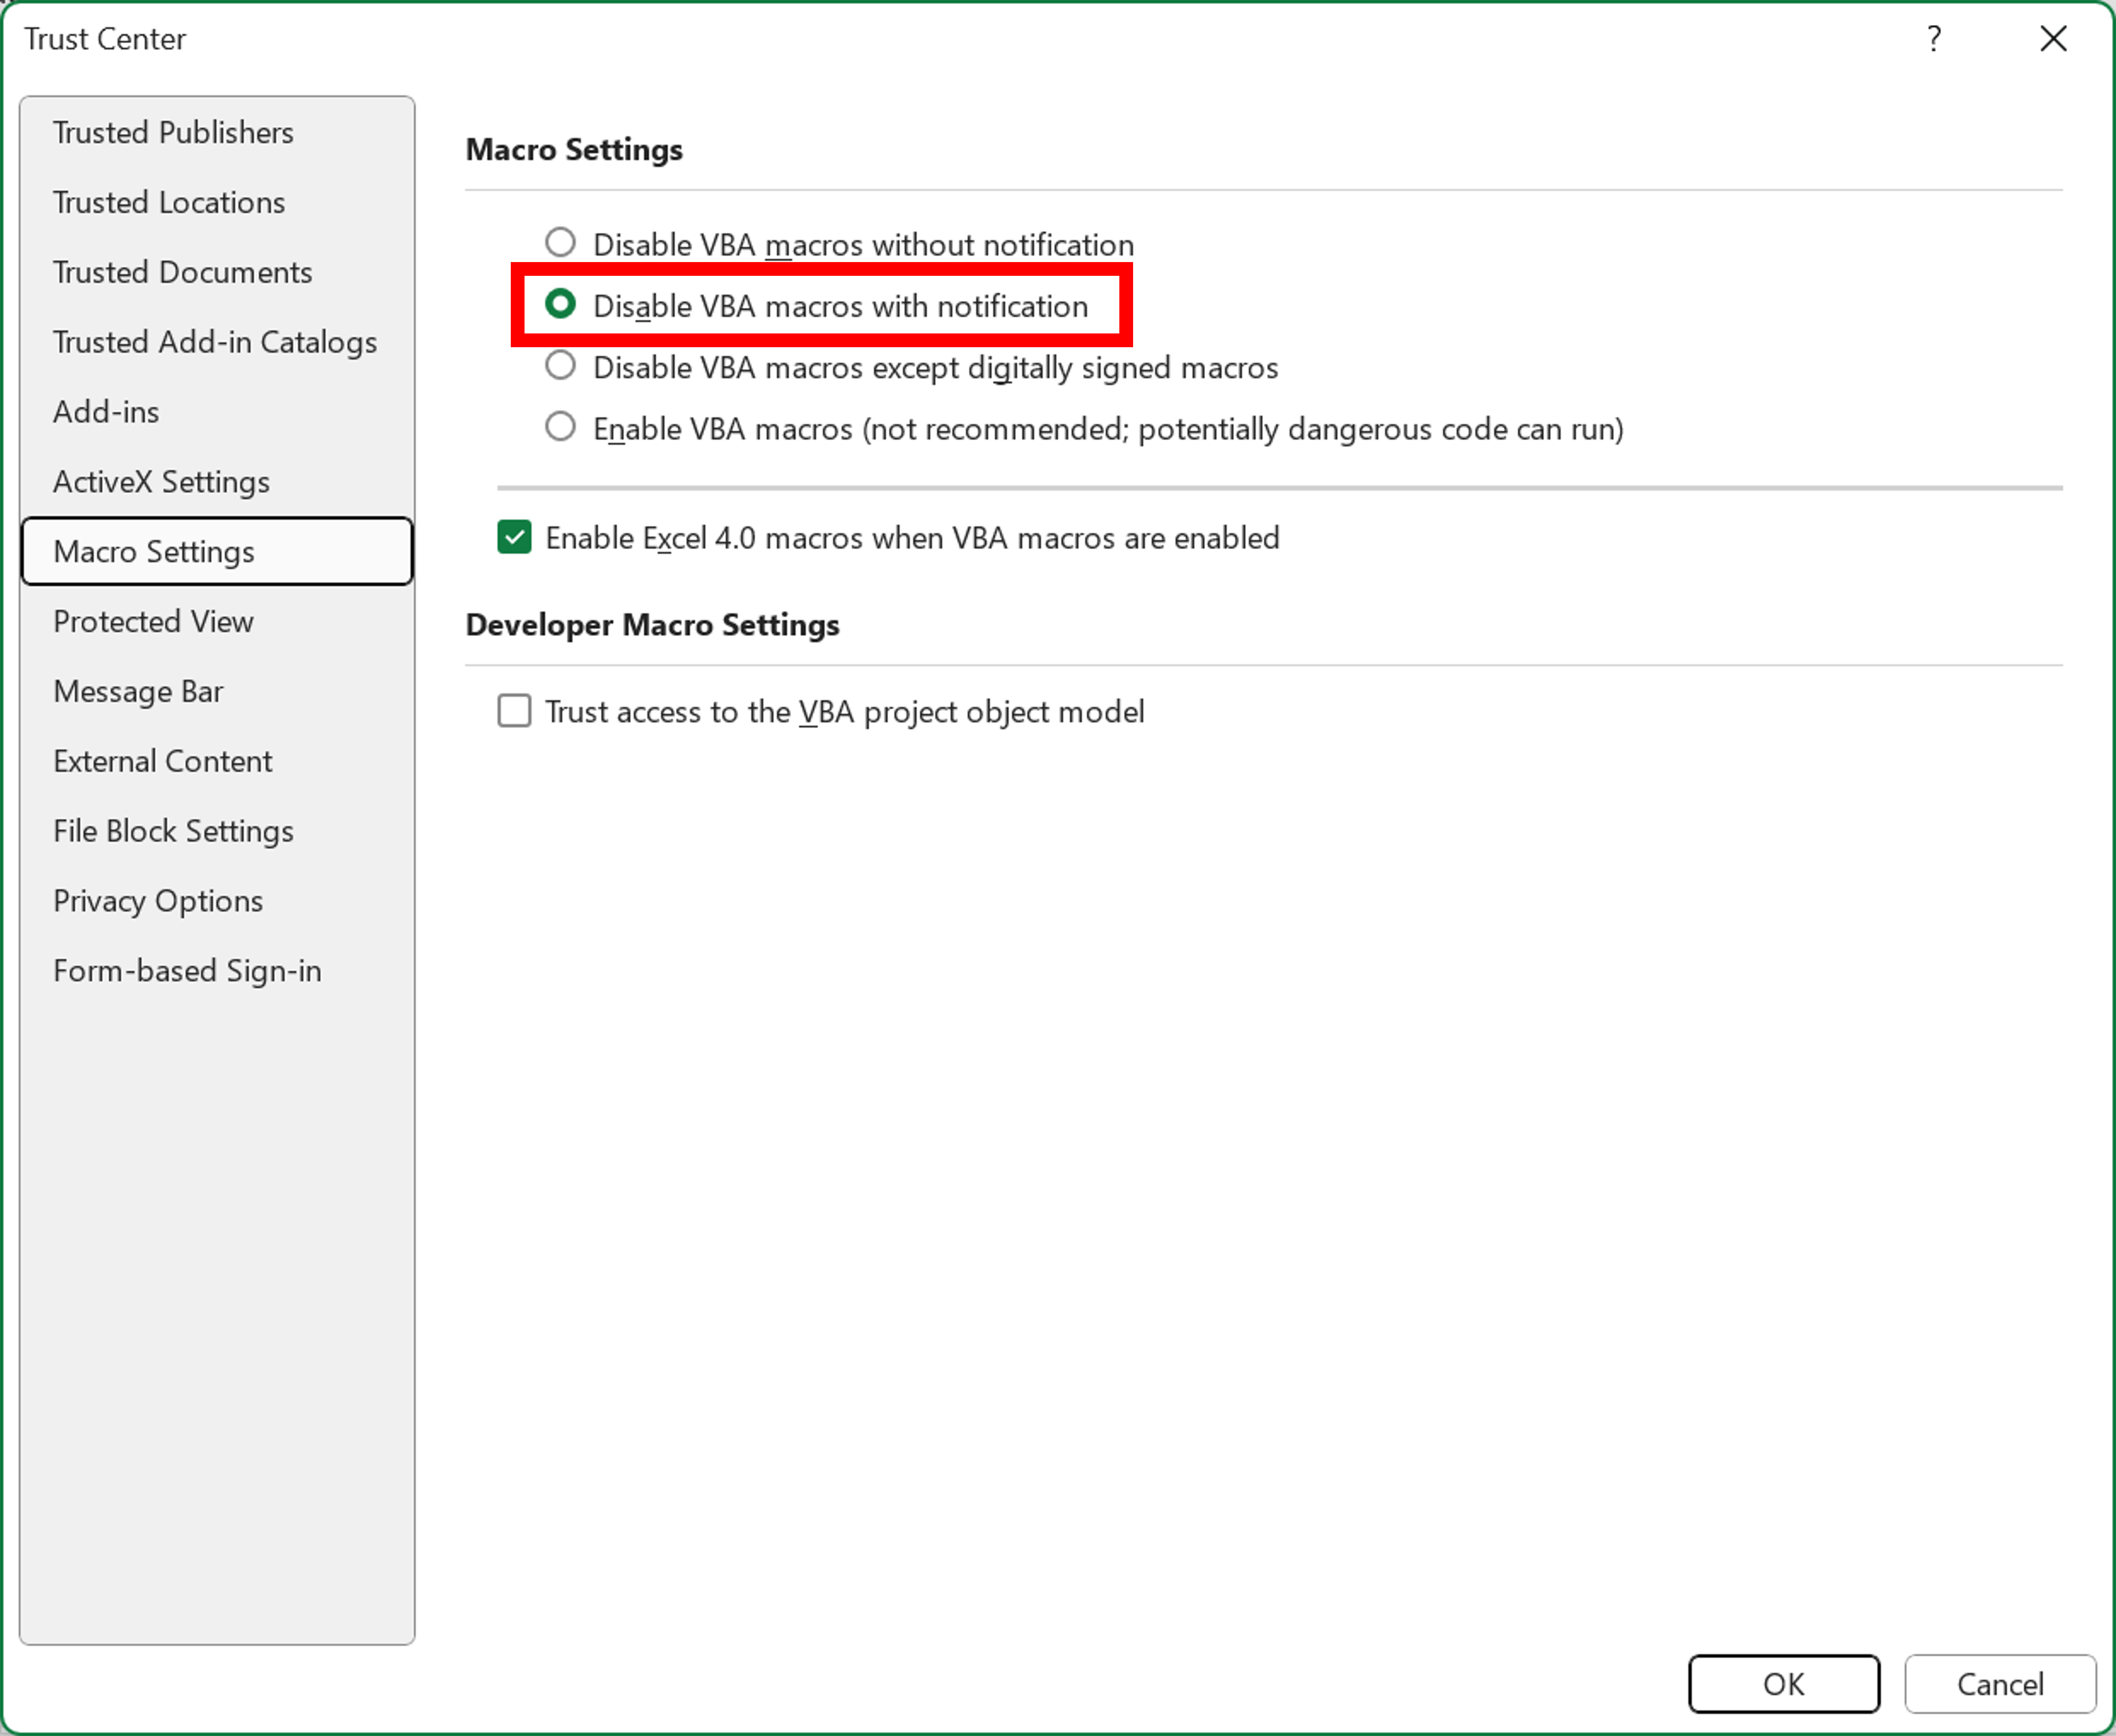 Trust Center
?
Trusted Publishers
Trusted Locations
Trusted Documents
Trusted Add-in Catalogs
Add-ins
ActiveX Settings
Macro Settings
Protected View
Message Bar
External Content
File Block Settings
Privacy Options
Form-based Sign-in
Macro Settings
Disable VBA macros without notification
Disable VBA macros with notification
Disable VBA macros except digitally signed macros
Enable VBA macros (not recommended; potentially dangerous code can run)
Enable Excel 4.0 macros when VBA macros are enabled
Developer Macro Settings
Trust access to the VBA project object model
OK
Cancel